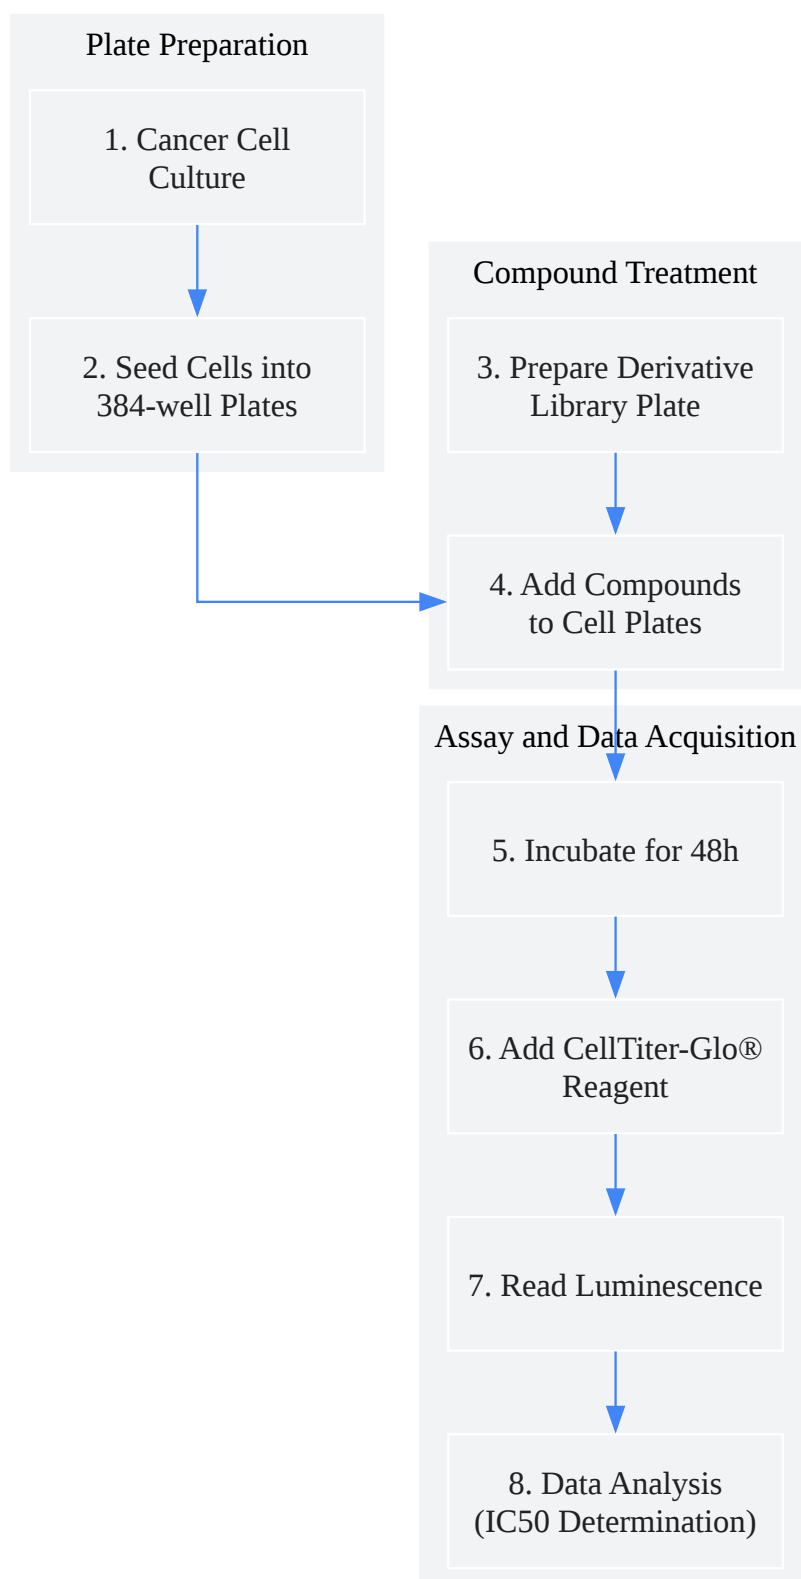 Plate Preparation
1. Cancer Cell
Culture
2. Seed Cells into
384-well Plates
Compound Treatment
3. Prepare Derivative
Library Plate
4. Add Compounds
to Cell Plates
Assay and Data Acquisition
5. Incubate for 48h
6. Add CellTiter-Glo®
Reagent
7. Read Luminescence
8. Data Analysis
(IC50 Determination)